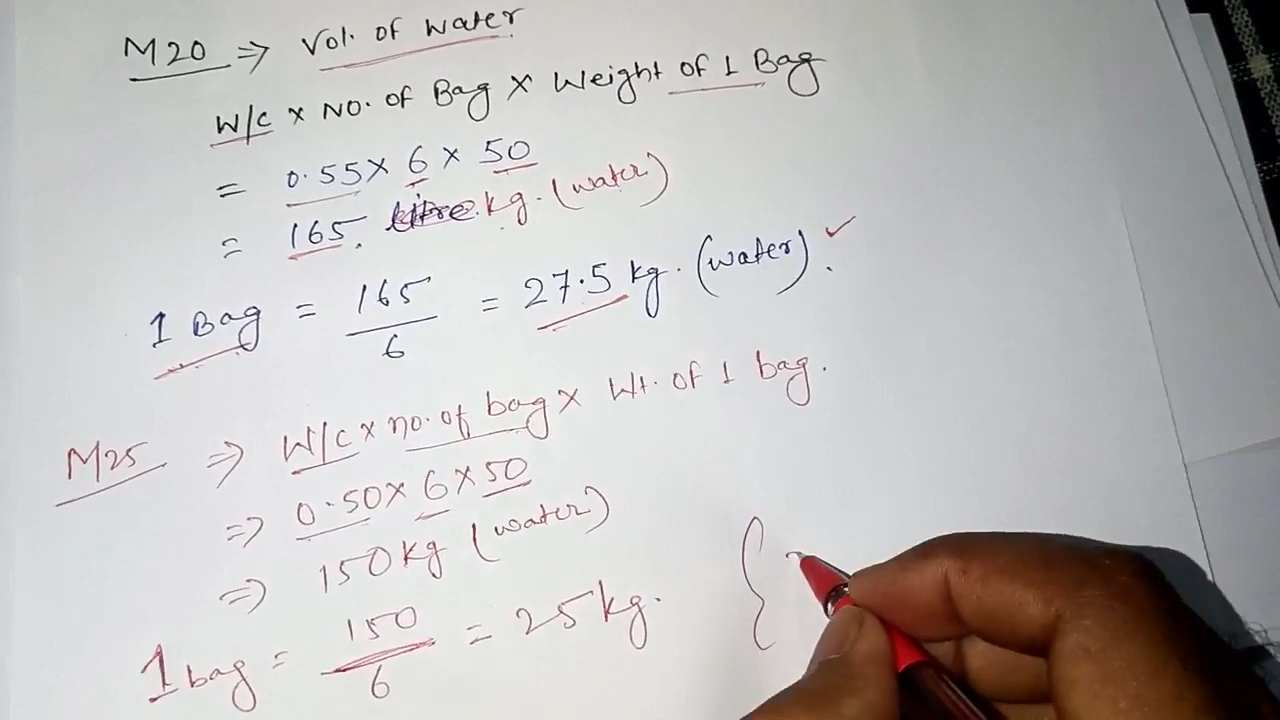 M20 ⇒ Vol. of water
W/C × No. of Bag × Weight of 1 Bag
= 0.55 × 6 × 50
= 165. kg. (water)
1 Bag = 165/6 = 27.5 kg. (water) ✓
M25 ⇒ W/C × no. of bag × Wt. of 1 bag.
⇒ 0.50 × 6 × 50
⇒ 150 kg (water)
1 bag = 150/6 = 25 kg. {